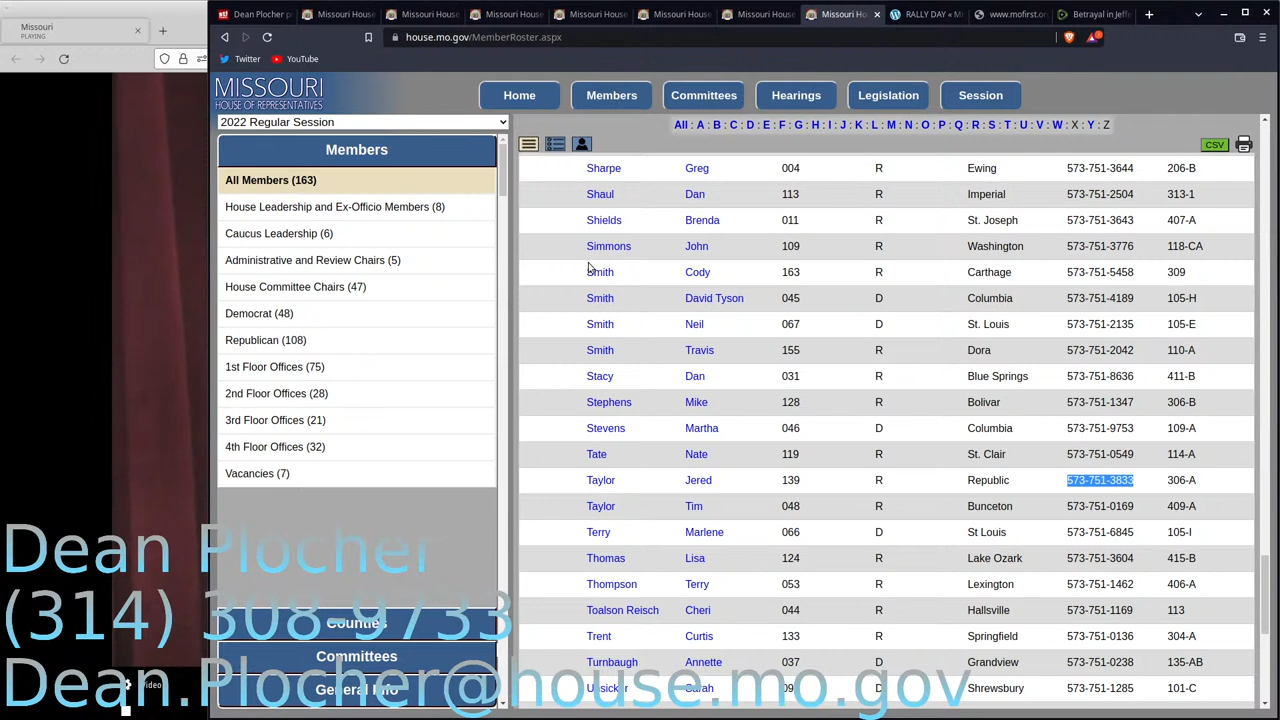 Missouri
PLAYING
Dean Plocher p
Missouri House
Missouri House
Missouri House
Missouri House
Missouri House
Missouri House
Missouri Ho
RALLY DAY « M
www.mofirst.org
Betrayal in Jeffe
house.mo.gov/MemberRoster.aspx
Twitter
YouTube
MISSOURI
HOUSE OF REPRESENTATIVES
Home
Members
Committees
Hearings
Legislation
Session
2022 Regular Session
All : A : B : C : D : E : F : G : H : I : J : K : L : M : N : O : P : Q : R : S : T : U : V : W : X : Y : Z
CSV
Members
All Members (163)
House Leadership and Ex-Officio Members (8)
Caucus Leadership (6)
Administrative and Review Chairs (5)
House Committee Chairs (47)
Democrat (48)
Republican (108)
1st Floor Offices (75)
2nd Floor Offices (28)
3rd Floor Offices (21)
4th Floor Offices (32)
Vacancies (7)
Counties
Committees
General Info
Sharpe Greg 004 R Ewing 573-751-3644 206-B
Shaul Dan 113 R Imperial 573-751-2504 313-1
Shields Brenda 011 R St. Joseph 573-751-3643 407-A
Simmons John 109 R Washington 573-751-3776 118-CA
Smith Cody 163 R Carthage 573-751-5458 309
Smith David Tyson 045 D Columbia 573-751-4189 105-H
Smith Neil 067 D St. Louis 573-751-2135 105-E
Smith Travis 155 R Dora 573-751-2042 110-A
Stacy Dan 031 R Blue Springs 573-751-8636 411-B
Stephens Mike 128 R Bolivar 573-751-1347 306-B
Stevens Martha 046 D Columbia 573-751-9753 109-A
Tate Nate 119 R St. Clair 573-751-0549 114-A
Taylor Jered 139 R Republic 573-751-3833 306-A
Taylor Tim 048 R Bunceton 573-751-0169 409-A
Terry Marlene 066 D St Louis 573-751-6845 105-I
Thomas Lisa 124 R Lake Ozark 573-751-3604 415-B
Thompson Terry 053 R Lexington 573-751-1462 406-A
Toalson Reisch Cheri 044 R Hallsville 573-751-1169 113
Trent Curtis 133 R Springfield 573-751-0136 304-A
Turnbaugh Annette 037 D Grandview 573-751-0238 135-AB
Sarah D Shrewsbury 573-751-1285 101-C
Video
Dean Plocher
(314) 308-9733
Dean.Plocher@house.mo.gov